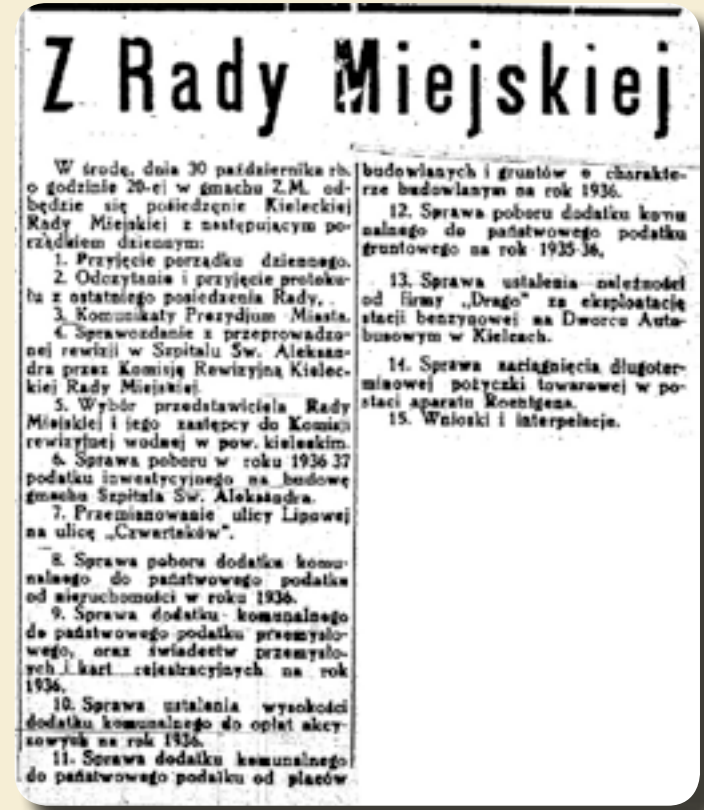 Z Rady Miejskiej
W środę, dnia 30 października rb.
o godzinie 20-ej w gmachu Z.M. od-
będzie się posiedzenie Kieleckiej
Rady Miejskiej z następującym po-
rządkiem dziennym:
1. Przyjęcie porządku dziennego.
2. Odczytanie i przyjęcie protoku-
łu z ostatniego posiedzenia Rady.
3. Komunikaty Prezydjum Miasta.
4. Sprawozdanie z przeprowadzo-
nej rewizji w Szpitalu Św. Aleksan-
dra przez Komisję Rewizyjną Kielec-
kiej Rady Miejskiej.
5. Wybór przedstawiciela Rady
Miejskiej i jego zastępcy do Komisji
rewizyjnej wodnej w pow. kieleckim.
6. Sprawa poboru w roku 1936-37
podatku inwestycyjnego na budowę
gmachu Szpitala Św. Aleksandra.
7. Przemianowanie ulicy Lipowej
na ulicę „Czwartaków".
8. Sprawa poboru dodatku komu-
nalnego do państwowego podatku
od nieruchomości w roku 1936.
9. Sprawa dodatku komunalnego
do państwowego podatku przemysło-
wego, oraz świadectw przemysło-
ych i kart rejestracyjnych na rok
1936.
10. Sprawa ustalenia wysokości
dodatku komunalnego do opłat akcy-
zowych na rok 1936.
11. Sprawa dodatku komunalnego
do państwowego podatku od placów
budowlanych i gruntów o charakte-
rze budowlanym na rok 1936.
12. Sprawa poboru dodatku komu
nalnego do państwowego podatku
gruntowego na rok 1935-36.
13. Sprawa ustalenia należności
od firmy „Drago" za eksploatację
stacji benzynowej na Dworcu Auto-
busowym w Kielcach.
14. Sprawa zaciągnięcia długoter-
minowej pożyczki towarowej w po-
staci aparatu Roentgena.
15. Wnioski i interpelacje.